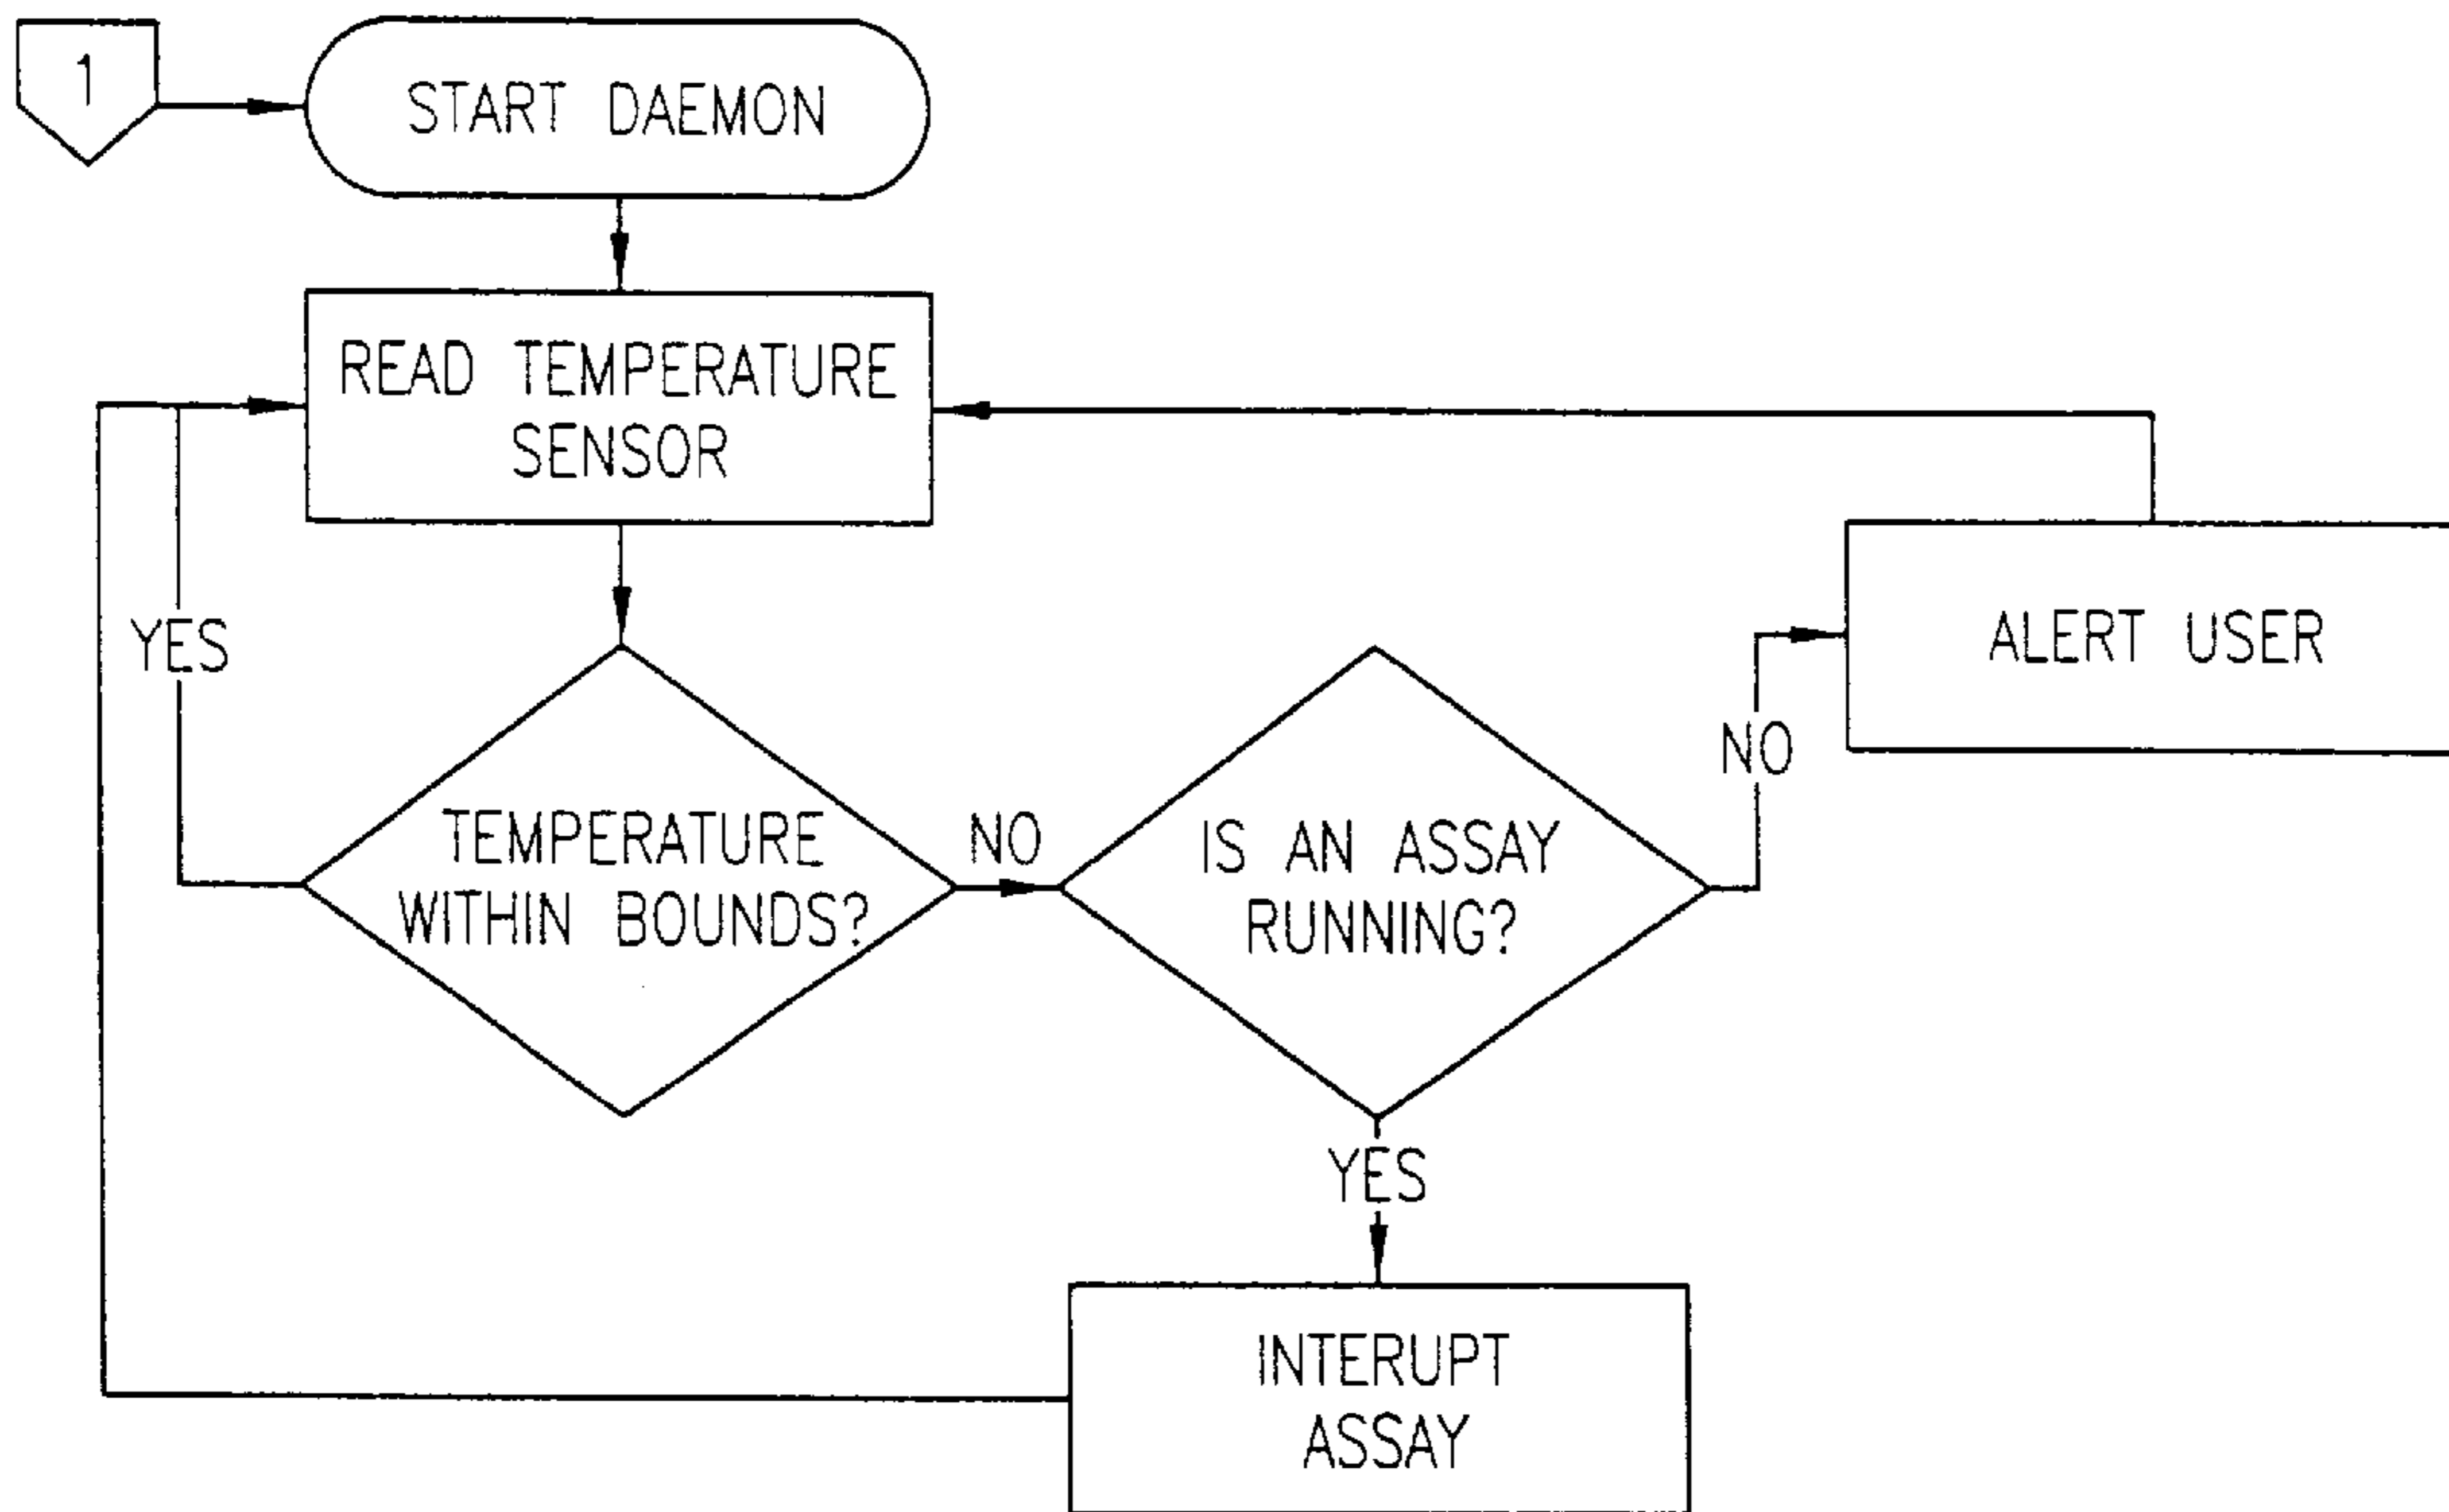 1
START DAEMON
READ TEMPERATURE
SENSOR
YES
ALERT USER
NO
TEMPERATURE
WITHIN BOUNDS?
NO
IS AN ASSAY
RUNNING?
YES
INTERUPT
ASSAY